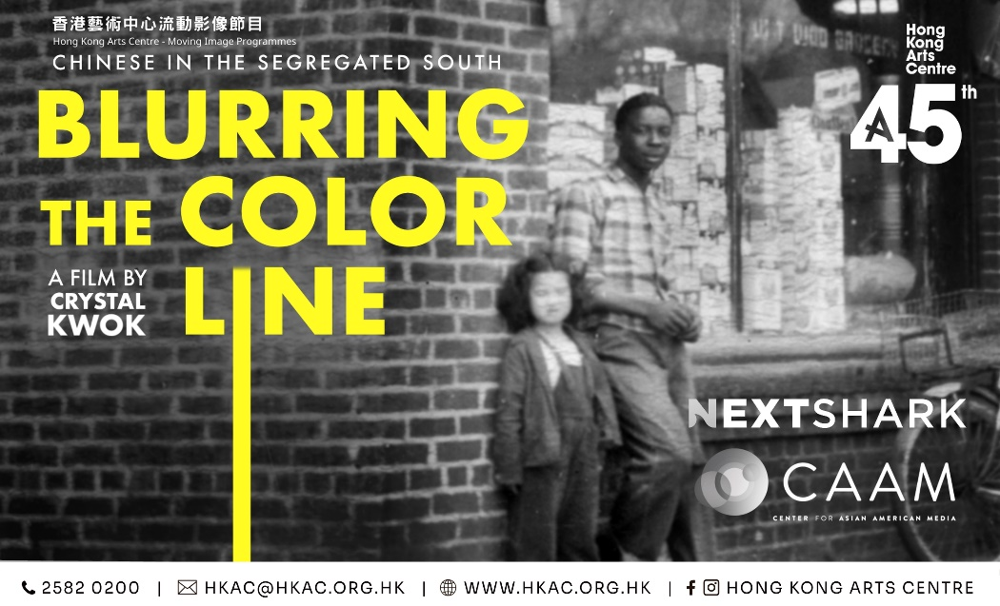 香港藝術中心流動影像節目
Hong Kong Arts Centre - Moving Image Programmes
CHINESE IN THE SEGREGATED SOUTH
BLURRING
THE COLOR
LINE
A FILM BY
CRYSTAL
KWOK
Hong
Kong
Arts
Centre
45th
NEXTSHARK
CAAM
CENTER FOR ASIAN AMERICAN MEDIA
2582 0200 | HKAC@HKAC.ORG.HK | WWW.HKAC.ORG.HK | HONG KONG ARTS CENTRE